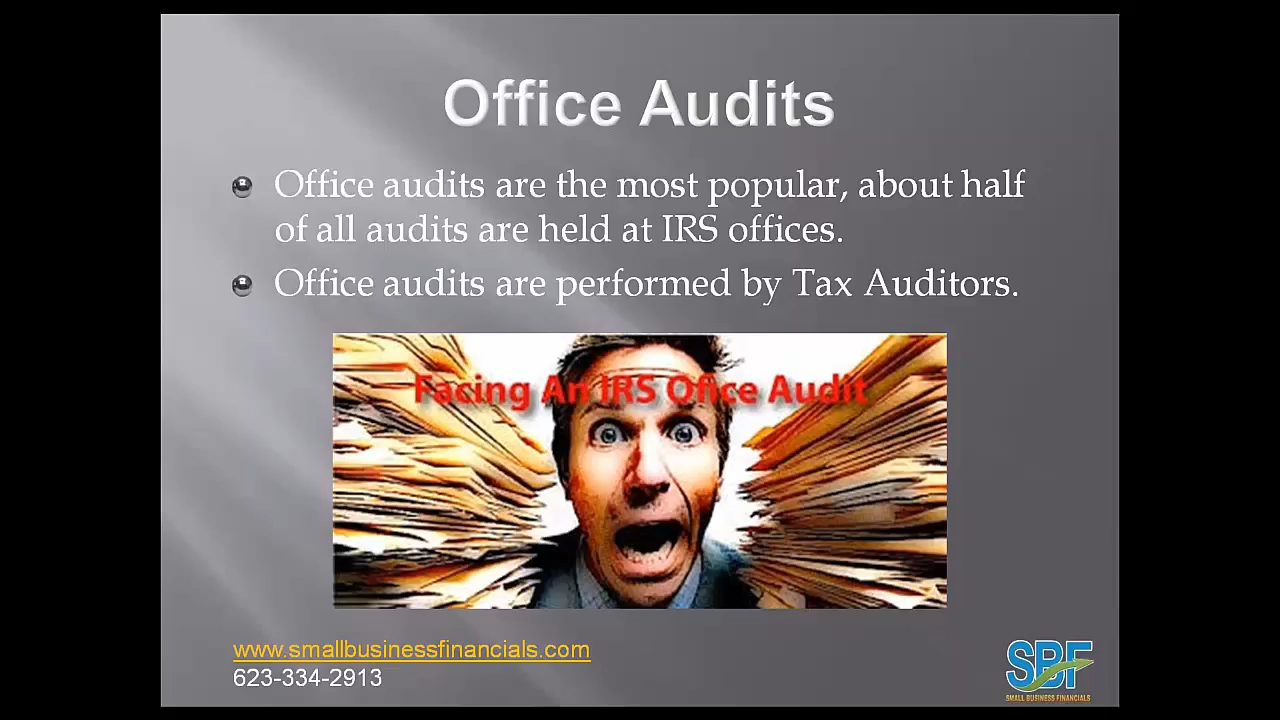 Office Audits
Office audits are the most popular, about half
of all audits are held at IRS offices.
Office audits are performed by Tax Auditors.
Facing An IRS Ofice Audit
www.smallbusinessfinancials.com
623-334-2913
SBF
SMALL BUSINESS FINANCIALS